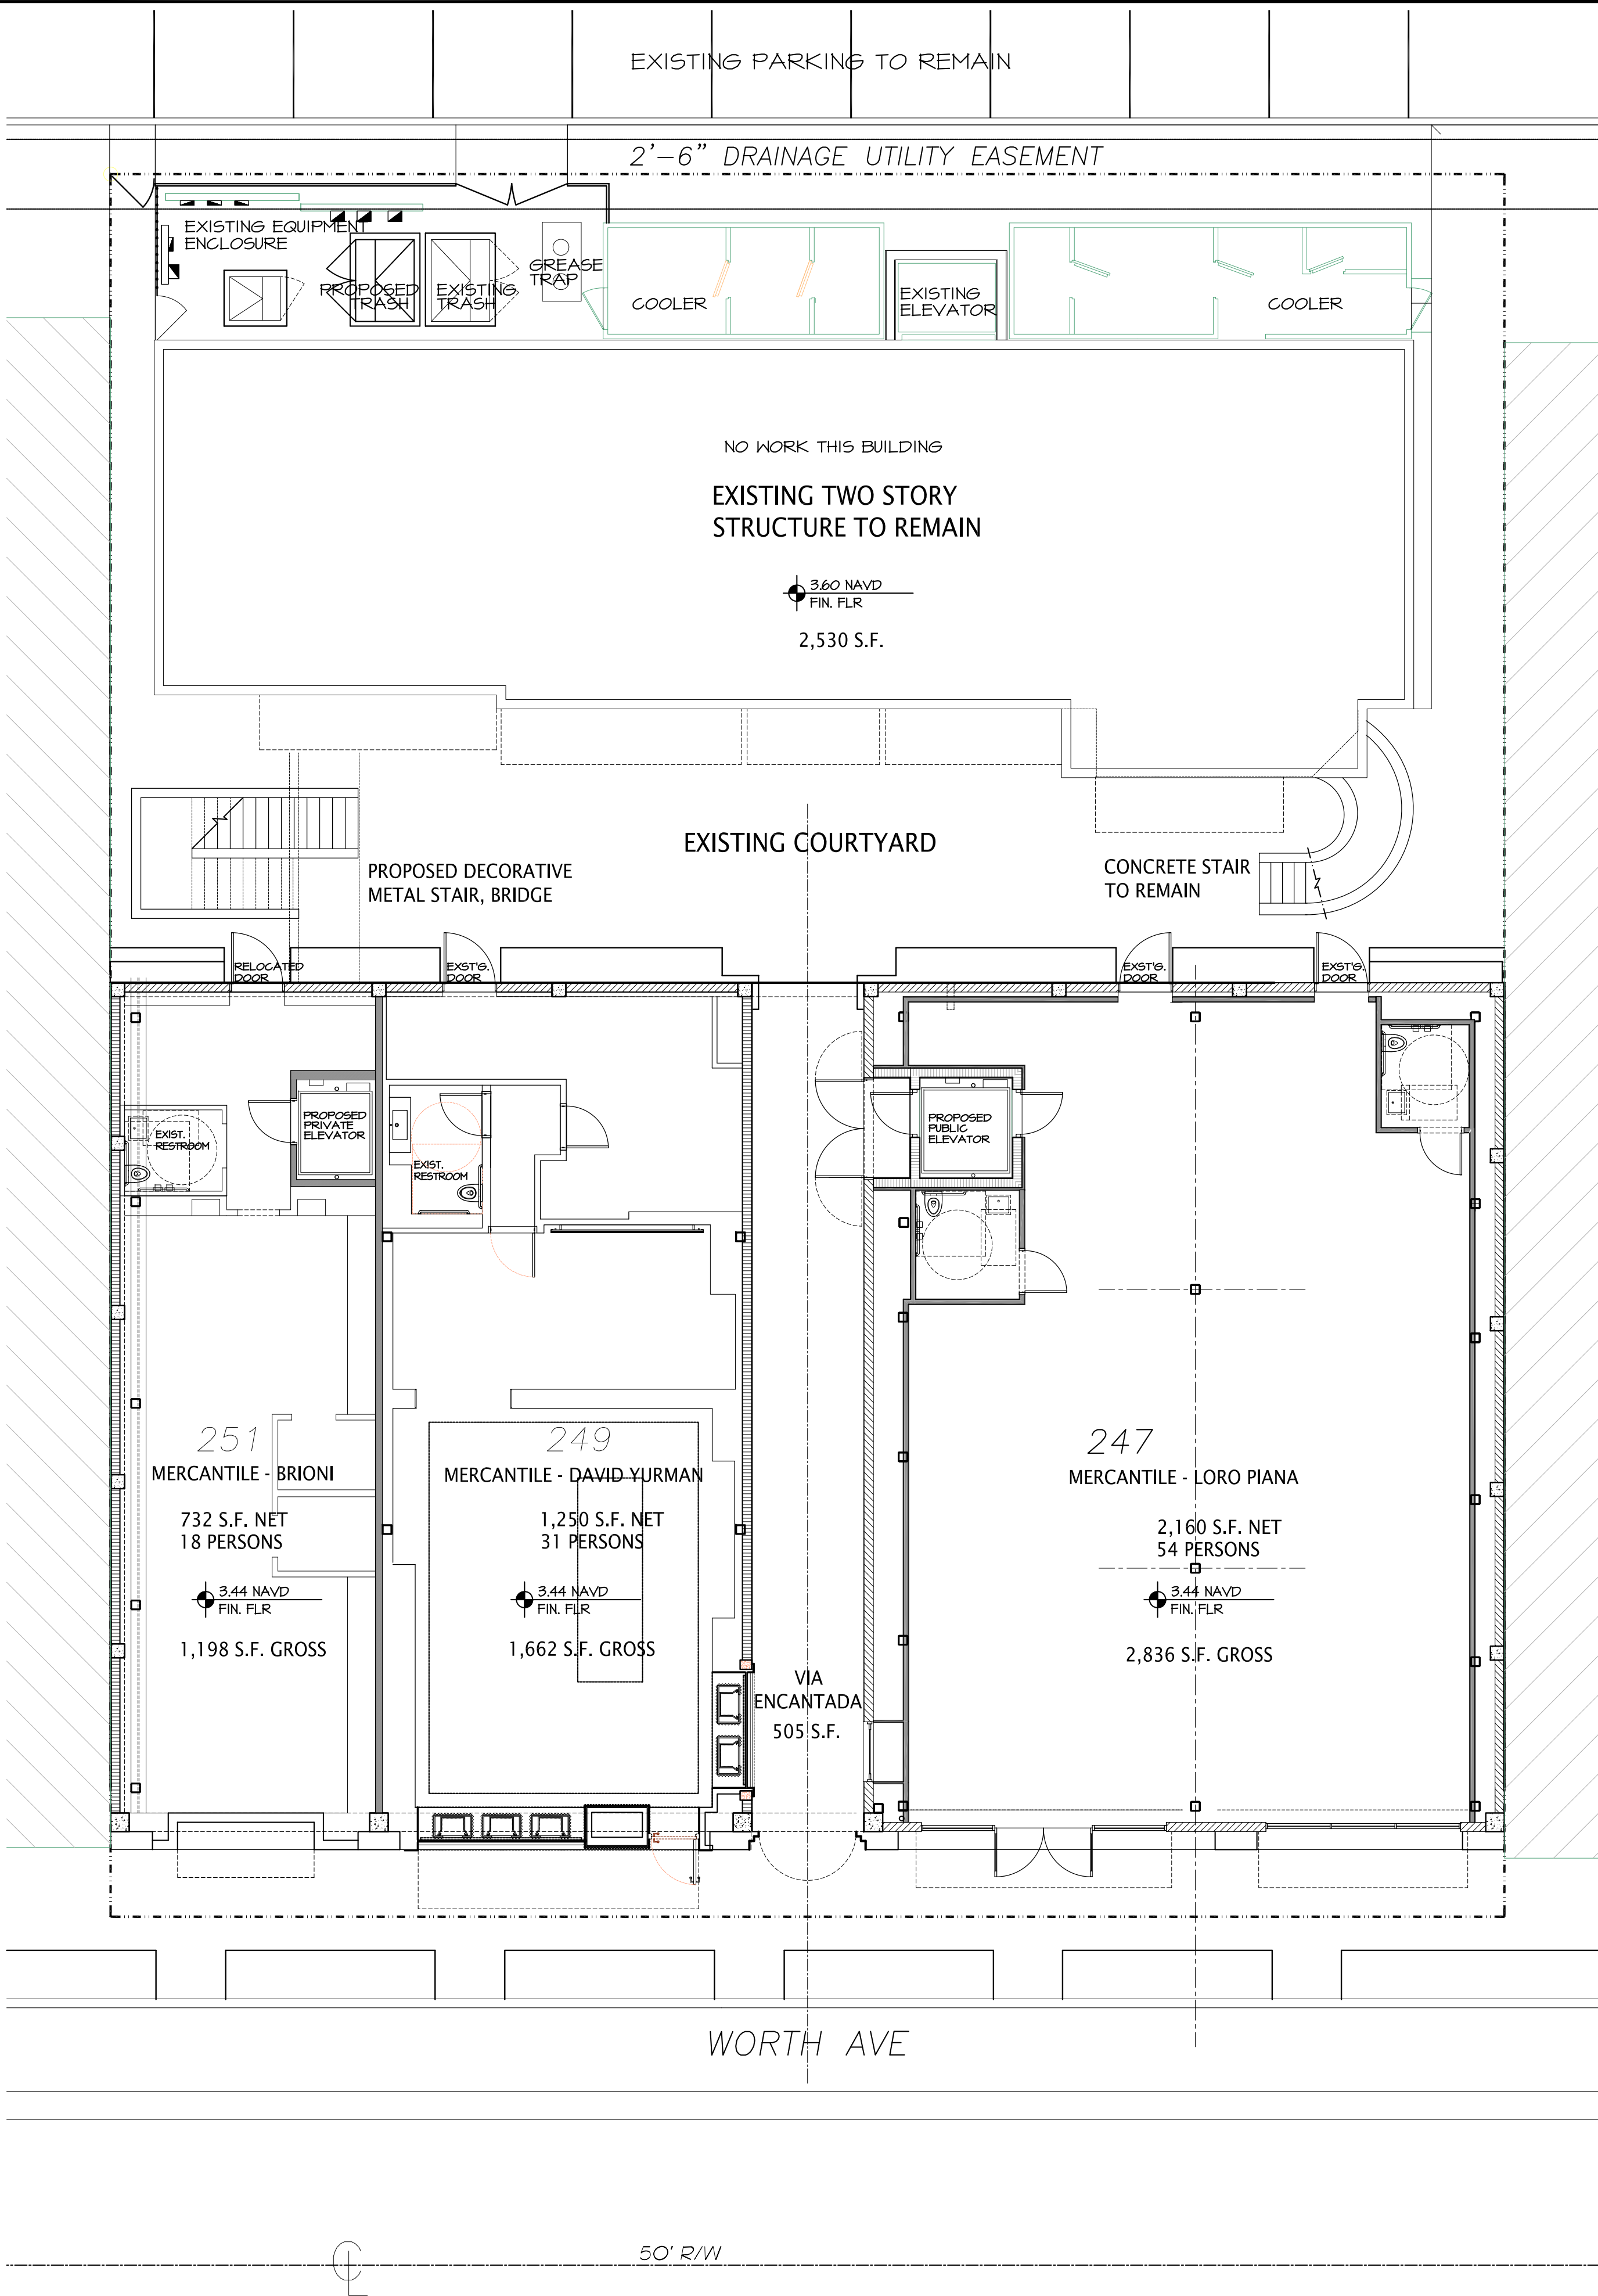 EXISTING PARKING TO REMAIN
2'-6" DRAINAGE UTILITY EASEMENT
EXISTING EQUIPMENT
ENCLOSURE
PROPOSED
TRASH
EXISTING
TRASH
GREASE
TRAP
COOLER
EXISTING
ELEVATOR
COOLER
NO WORK THIS BUILDING
EXISTING TWO STORY
STRUCTURE TO REMAIN
3.60 NAVD
FIN. FLR
2,530 S.F.
EXISTING COURTYARD
PROPOSED DECORATIVE
METAL STAIR, BRIDGE
CONCRETE STAIR
TO REMAIN
RELOCATED
DOOR
EXST'G.
DOOR
EXST'G.
DOOR
EXST'G.
DOOR
PROPOSED
PRIVATE
ELEVATOR
EXIST.
RESTROOM
EXIST.
RESTROOM
PROPOSED
PUBLIC
ELEVATOR
251
MERCANTILE - BRIONI
732 S.F. NET
18 PERSONS
3.44 NAVD
FIN. FLR
1,198 S.F. GROSS
249
MERCANTILE - DAVID YURMAN
1,250 S.F. NET
31 PERSONS
3.44 NAVD
FIN. FLR
1,662 S.F. GROSS
VIA
ENCANTADA
505 S.F.
247
MERCANTILE - LORO PIANA
2,160 S.F. NET
54 PERSONS
3.44 NAVD
FIN. FLR
2,836 S.F. GROSS
WORTH AVE
50' R/W